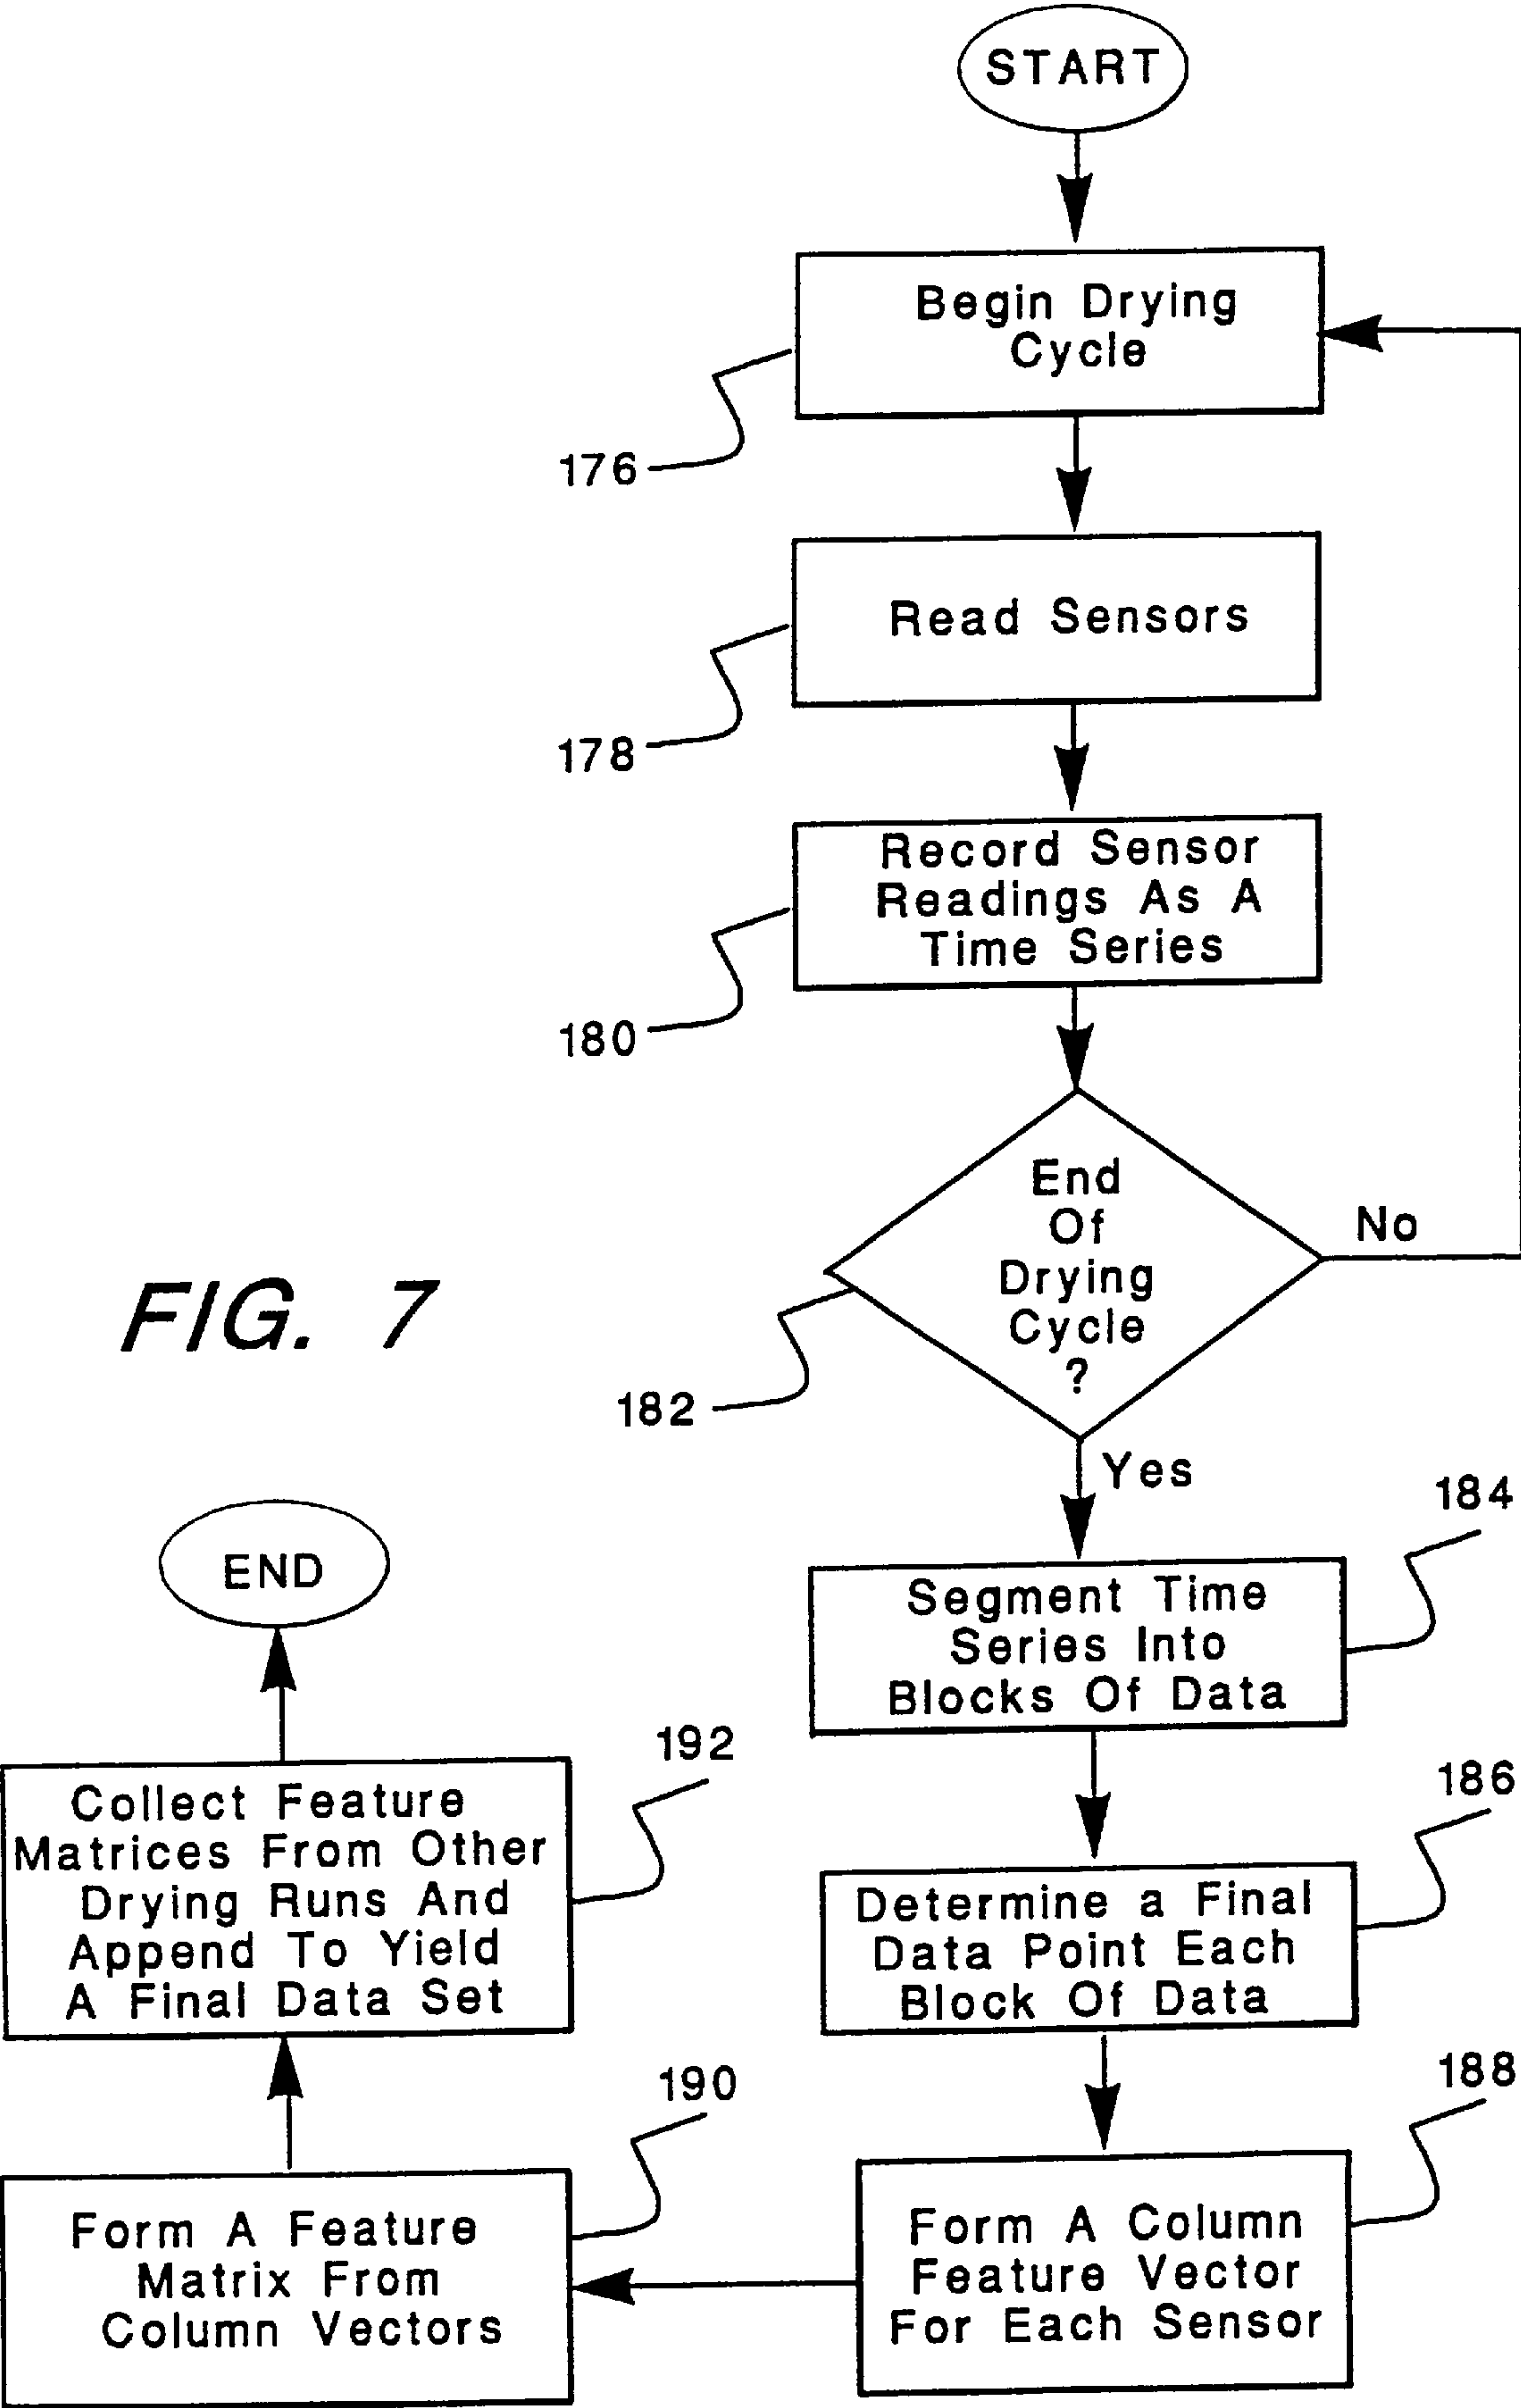 START
Begin Drying
Cycle
176
Read Sensors
178
Record Sensor
Readings As A
Time Series
180
End
Of
Drying
Cycle
?
No
182
Yes
FIG. 7
184
Segment Time
Series Into
Blocks Of Data
186
Determine a Final
Data Point Each
Block Of Data
188
Form A Column
Feature Vector
For Each Sensor
190
Form A Feature
Matrix From
Column Vectors
192
Collect Feature
Matrices From Other
Drying Runs And
Append To Yield
A Final Data Set
END